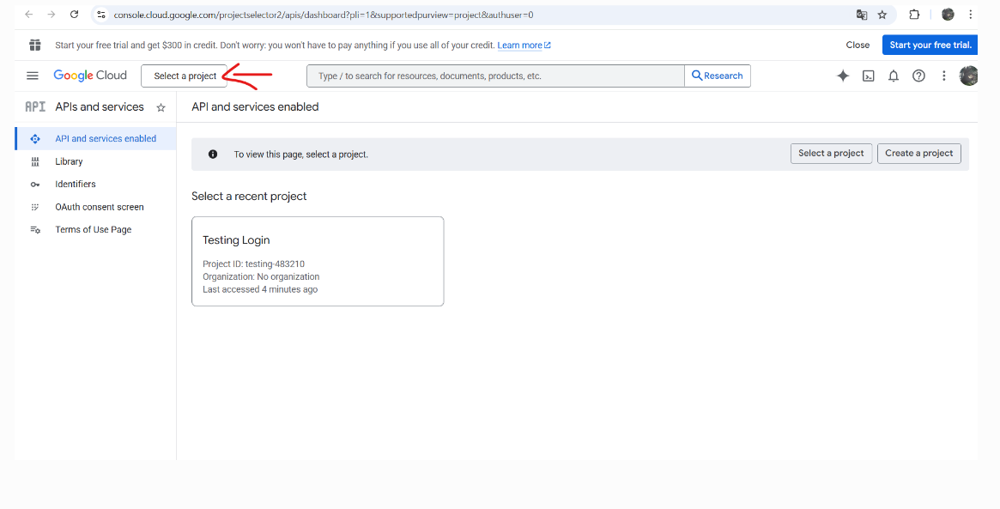 console.cloud.google.com/projectselector2/apis/dashboard?pli=1&supportedpurview=project&authuser=0
Start your free trial and get $300 in credit. Don't worry: you won't have to pay anything if you use all of your credit. Learn more
Close
Start your free trial.
Google Cloud
Select a project
Type / to search for resources, documents, products, etc.
Research
API
APIs and services
API and services enabled
API and services enabled
Library
Identifiers
OAuth consent screen
Terms of Use Page
To view this page, select a project.
Select a project
Create a project
Select a recent project
Testing Login
Project ID: testing-483210
Organization: No organization
Last accessed 4 minutes ago